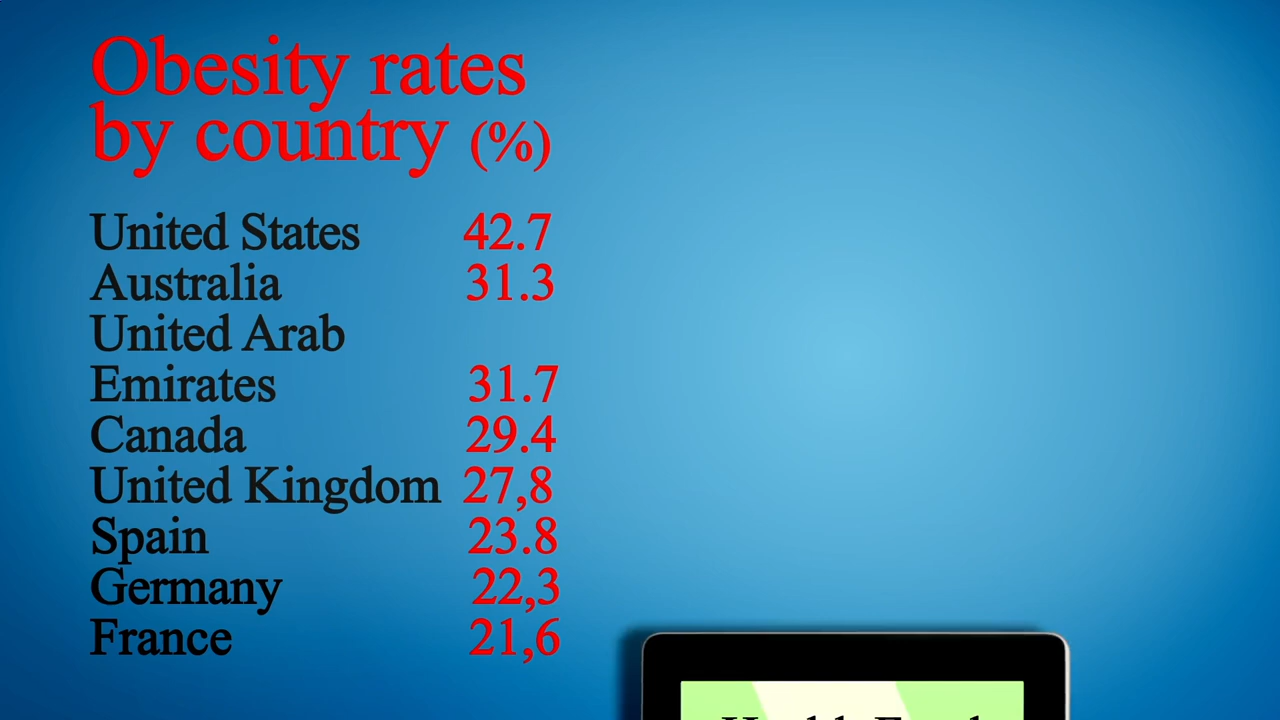 Obesity rates
by country (%)
United States 42.7
Australia 31.3
United Arab
Emirates 31.7
Canada 29.4
United Kingdom 27,8
Spain 23.8
Germany 22,3
France 21,6